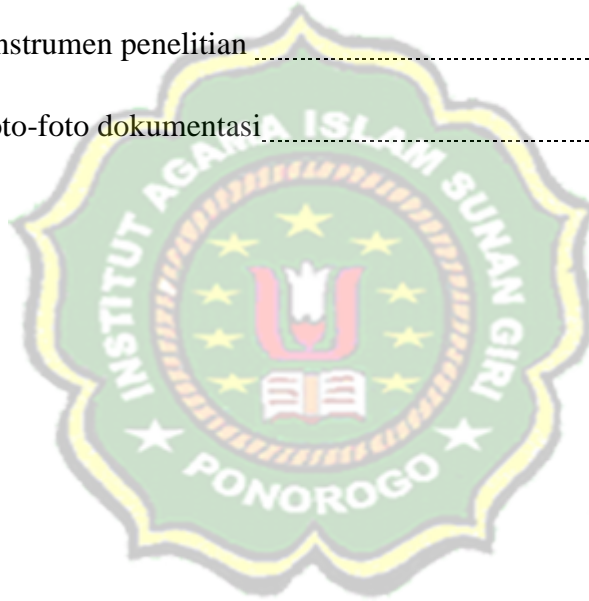 nstrumen penelitian
oto-foto dokumentasi
INSTITUT AGAMA ISLAM SUNAN GIRI
PONOROGO